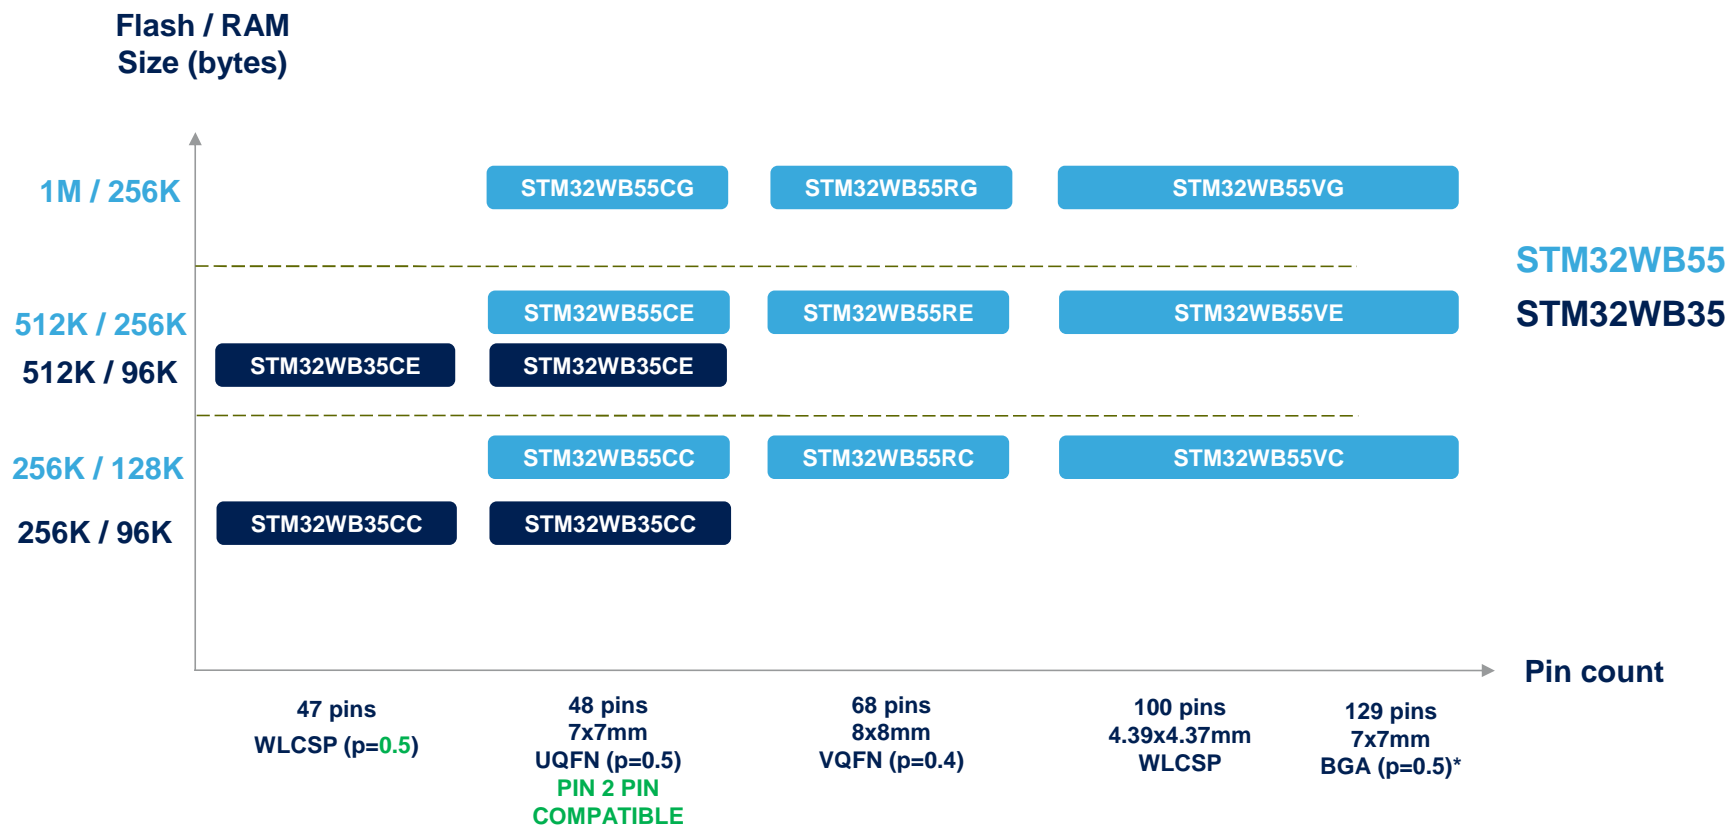 Flash / RAM
Size (bytes)
1M / 256K
STM32WB55CG
STM32WB55RG
STM32WB55VG
STM32WB55
512K / 256K
STM32WB55CE
STM32WB55RE
STM32WB55VE
STM32WB35
512K / 96K
STM32WB35CE
STM32WB35CE
256K / 128K
STM32WB55CC
STM32WB55RC
STM32WB55VC
256K / 96K
STM32WB35CC
STM32WB35CC
Pin count
47 pins
WLCSP (p=0.5)
48 pins
7x7mm
UQFN (p=0.5)
PIN 2 PIN
COMPATIBLE
68 pins
8x8mm
VQFN (p=0.4)
100 pins
4.39x4.37mm
WLCSP
129 pins
7x7mm
BGA (p=0.5)*